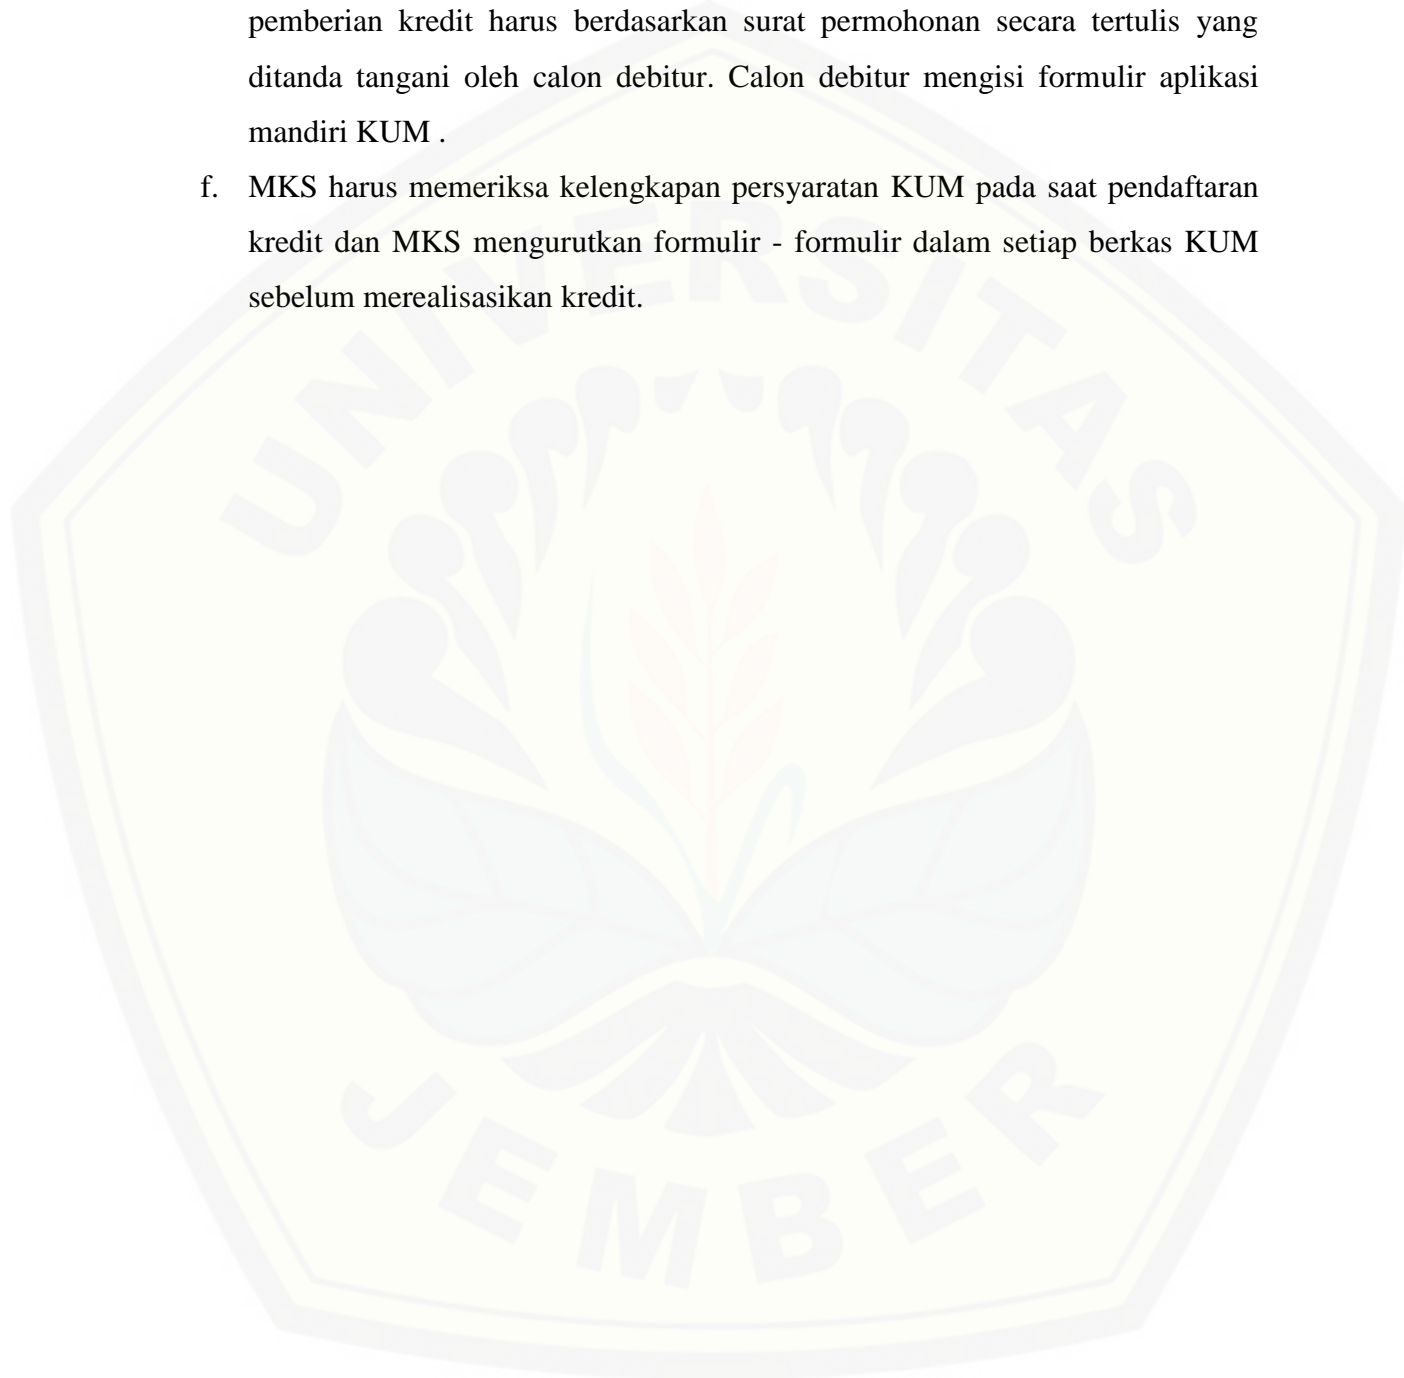 pemberian kredit harus berdasarkan surat permohonan secara tertulis yang
ditanda tangani oleh calon debitur. Calon debitur mengisi formulir aplikasi
mandiri KUM .
f. MKS harus memeriksa kelengkapan persyaratan KUM pada saat pendaftaran
kredit dan MKS mengurutkan formulir - formulir dalam setiap berkas KUM
sebelum merealisasikan kredit.
UNIVERSITAS
JEMBER